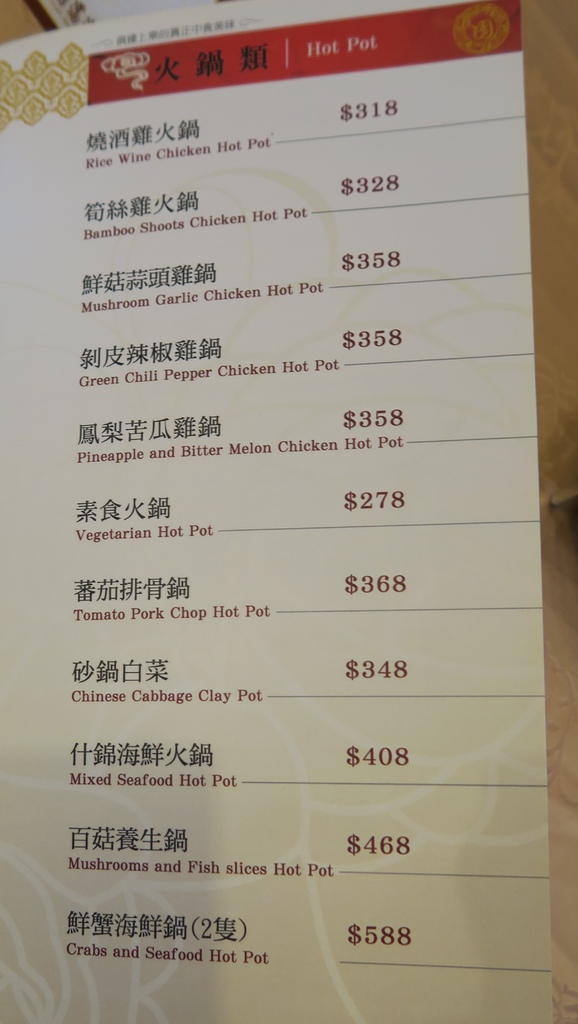 火鍋類 | Hot Pot
燒酒雞火鍋 $318
Rice Wine Chicken Hot Pot
筍絲雞火鍋 $328
Bamboo Shoots Chicken Hot Pot
鮮菇蒜頭雞鍋 $358
Mushroom Garlic Chicken Hot Pot
剝皮辣椒雞鍋 $358
Green Chili Pepper Chicken Hot Pot
鳳梨苦瓜雞鍋 $358
Pineapple and Bitter Melon Chicken Hot Pot
素食火鍋 $278
Vegetarian Hot Pot
蕃茄排骨鍋 $368
Tomato Pork Chop Hot Pot
砂鍋白菜 $348
Chinese Cabbage Clay Pot
什錦海鮮火鍋 $408
Mixed Seafood Hot Pot
百菇養生鍋 $468
Mushrooms and Fish slices Hot Pot
鮮蟹海鮮鍋(2隻) $588
Crabs and Seafood Hot Pot